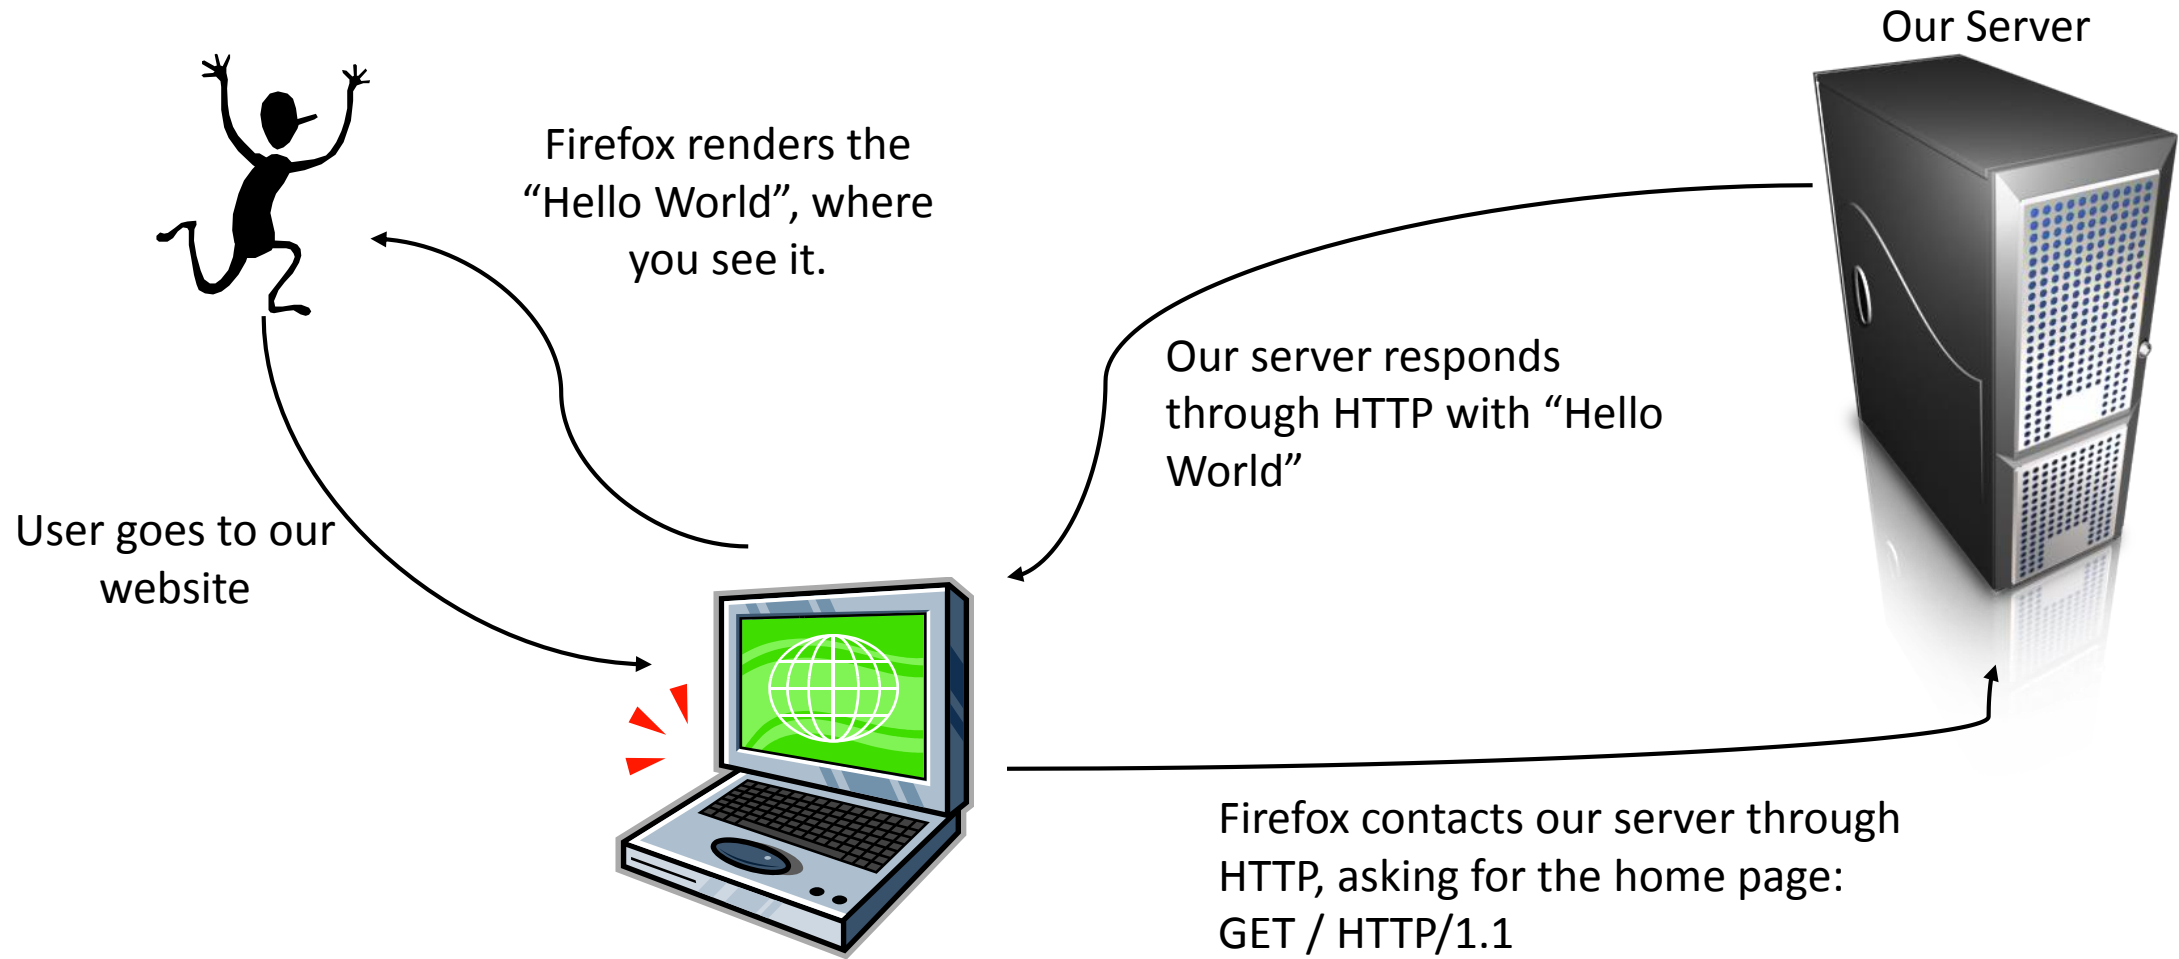 Our Server
Firefox renders the
“Hello World”, where
you see it.
Our server responds
through HTTP with “Hello
World”
User goes to our
website
Firefox contacts our server through
HTTP, asking for the home page:
GET / HTTP/1.1